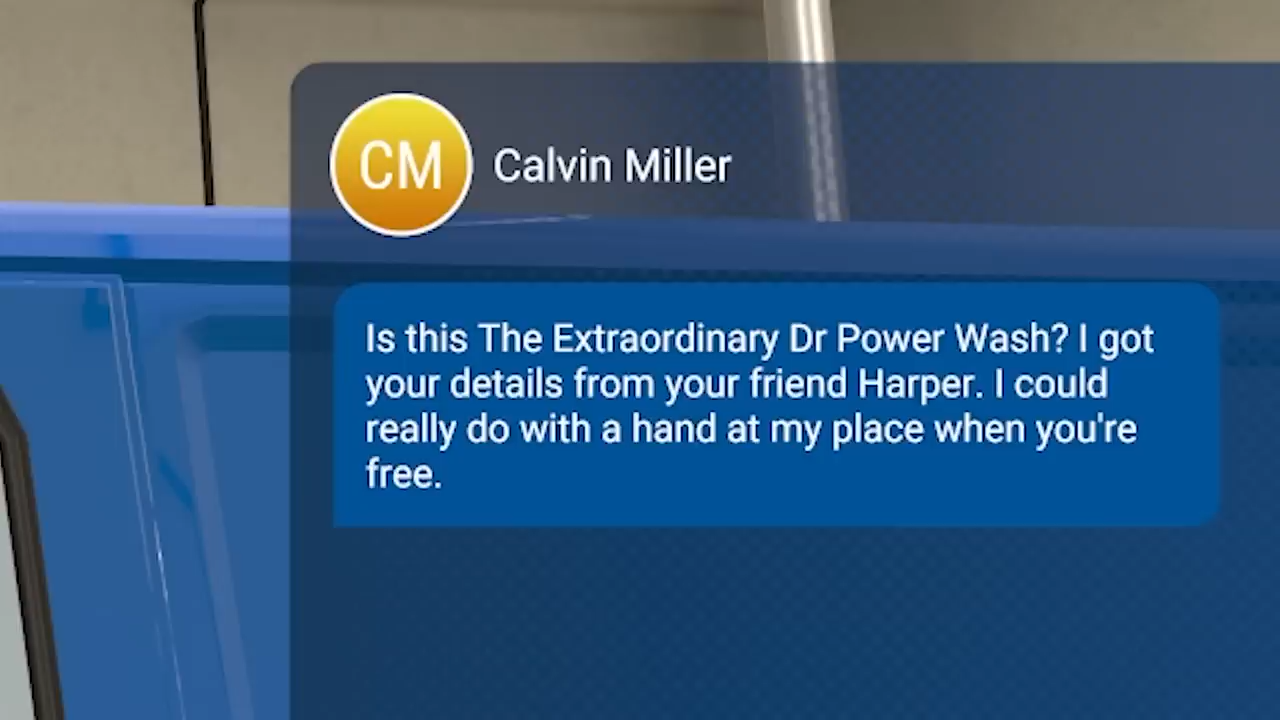 CM
Calvin Miller
Is this The Extraordinary Dr Power Wash? I got
your details from your friend Harper. I could
really do with a hand at my place when you're
free.